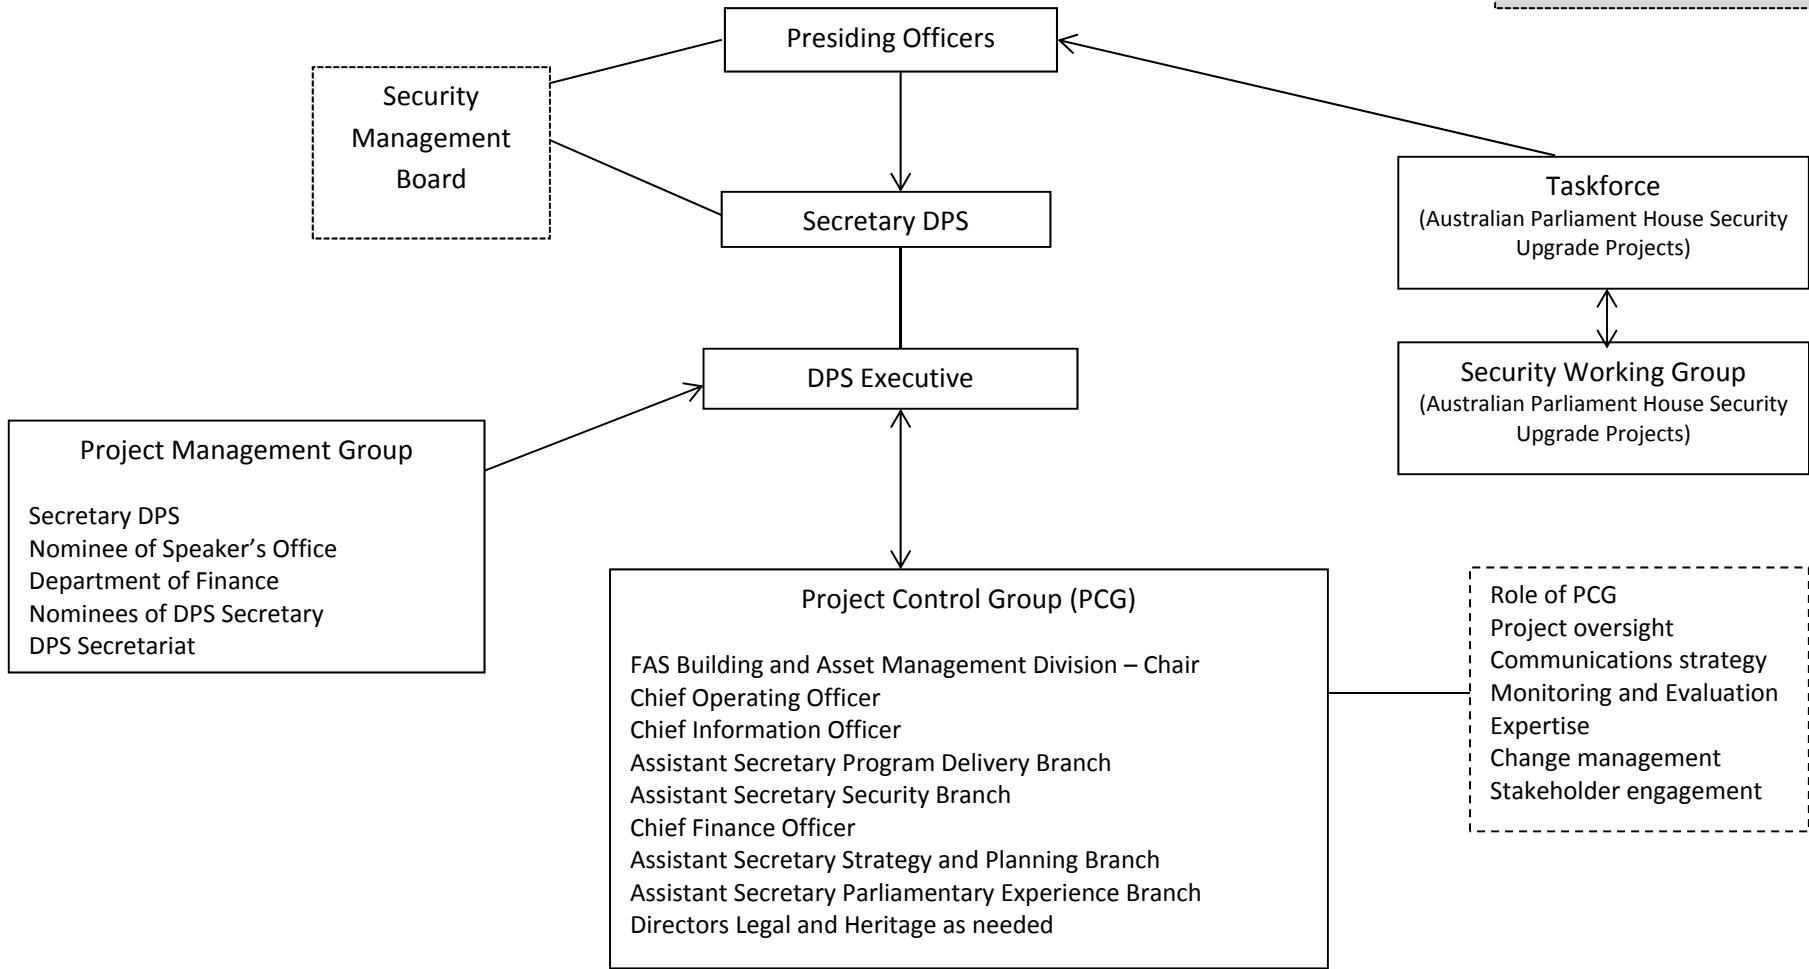 Presiding Officers
Security
Management
Board
Taskforce
(Australian Parliament House Security
Upgrade Projects)
Secretary DPS
DPS Executive
Security Working Group
(Australian Parliament House Security
Upgrade Projects)
Project Management Group
Secretary DPS
Nominee of Speaker’s Office
Department of Finance
Nominees of DPS Secretary
DPS Secretariat
Project Control Group (PCG)
FAS Building and Asset Management Division – Chair
Chief Operating Officer
Chief Information Officer
Assistant Secretary Program Delivery Branch
Assistant Secretary Security Branch
Chief Finance Officer
Assistant Secretary Strategy and Planning Branch
Assistant Secretary Parliamentary Experience Branch
Directors Legal and Heritage as needed
Role of PCG
Project oversight
Communications strategy
Monitoring and Evaluation
Expertise
Change management
Stakeholder engagement